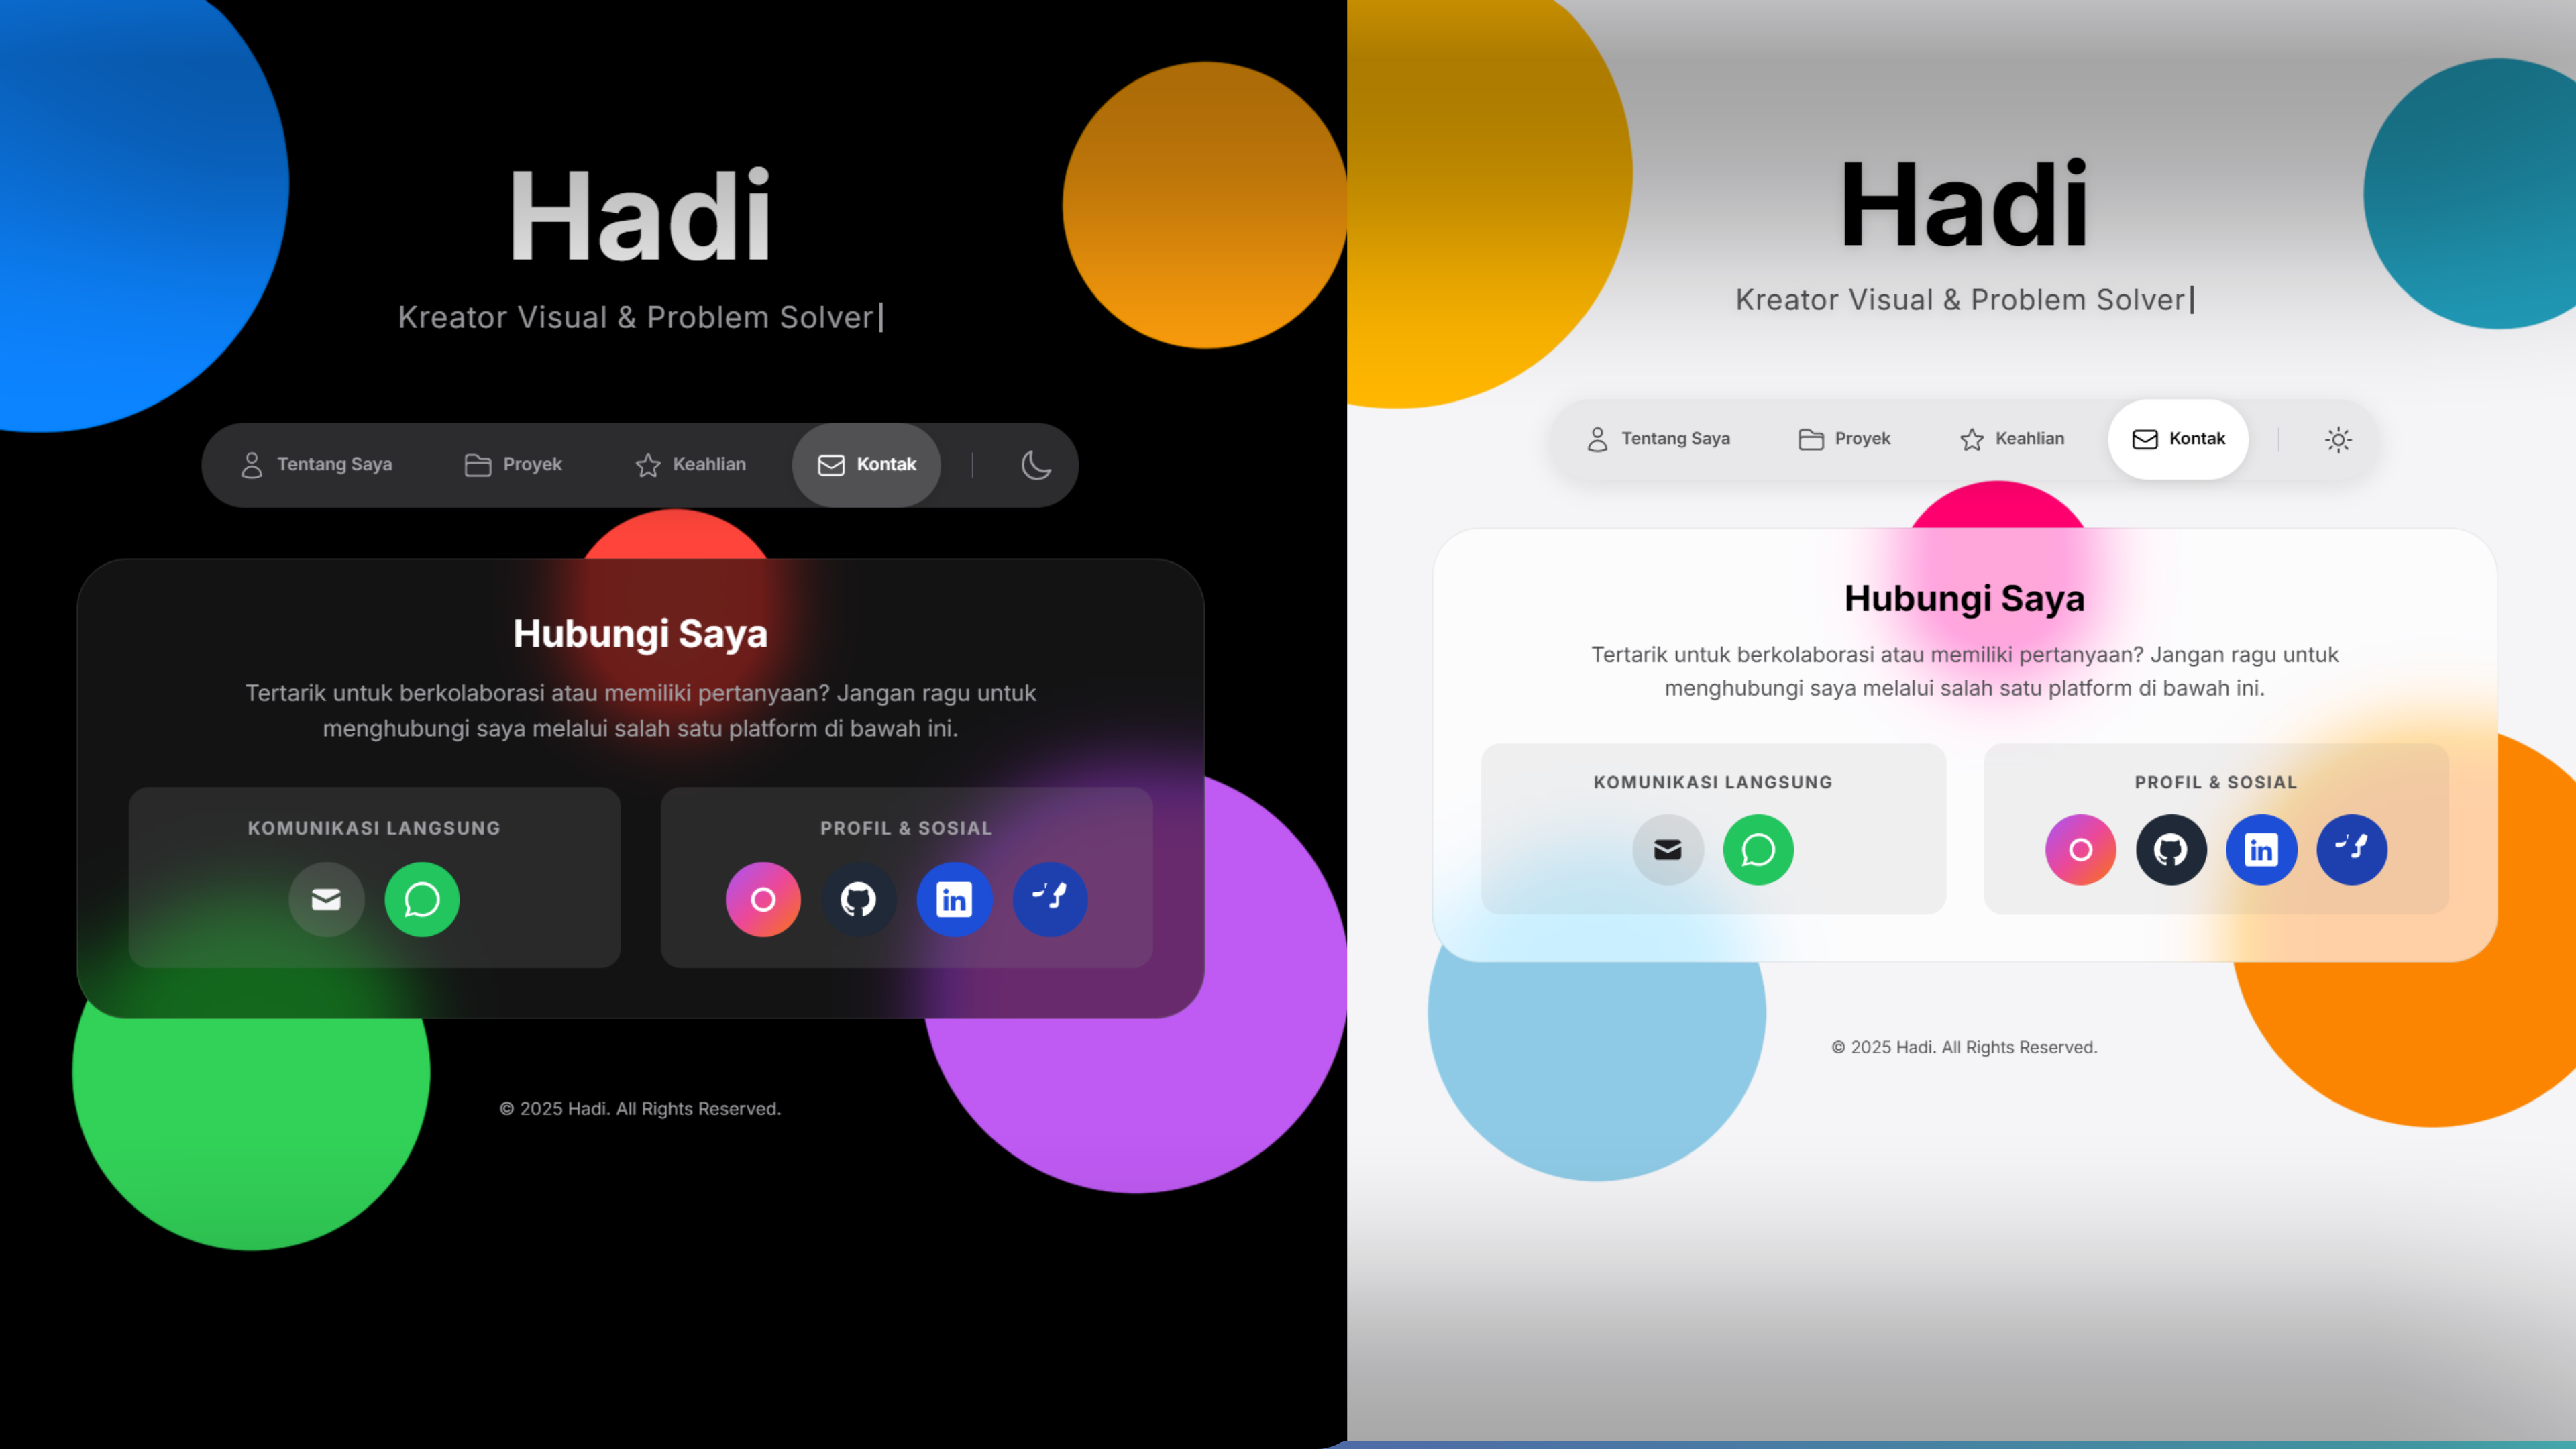 Hadi
Kreator Visual & Problem Solver
Tentang Saya
Proyek
Keahlian
Kontak
Hubungi Saya
Tertarik untuk berkolaborasi atau memiliki pertanyaan? Jangan ragu untuk
menghubungi saya melalui salah satu platform di bawah ini.
KOMUNIKASI LANGSUNG
PROFIL & SOSIAL
in
© 2025 Hadi. All Rights Reserved.
Hadi
Kreator Visual & Problem Solver
Tentang Saya
Proyek
Keahlian
Kontak
Hubungi Saya
Tertarik untuk berkolaborasi atau memiliki pertanyaan? Jangan ragu untuk
menghubungi saya melalui salah satu platform di bawah ini.
KOMUNIKASI LANGSUNG
PROFIL & SOSIAL
in
© 2025 Hadi. All Rights Reserved.